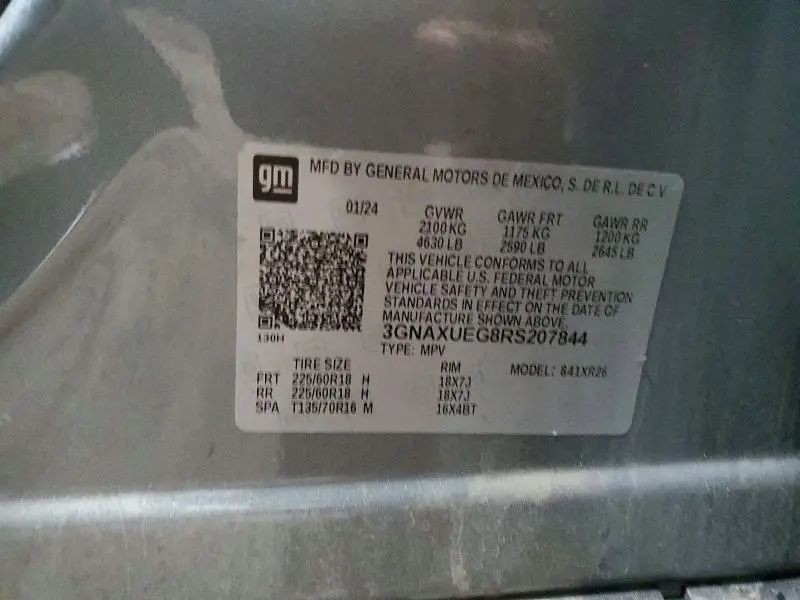 gm
MFD BY GENERAL MOTORS DE MEXICO, S. DE R.L. DE C V
01/24
GVWR GAWR FRT GAWR RR
2100 KG 1175 KG 1200 KG
4630 LB 2590 LB 2645 LB
THIS VEHICLE CONFORMS TO ALL
APPLICABLE U.S. FEDERAL MOTOR
VEHICLE SAFETY AND THEFT PREVENTION
STANDARDS IN EFFECT ON THE DATE OF
MANUFACTURE SHOWN ABOVE.
130H
3GNAXUEG8RS207844
TYPE: MPV
MODEL: 841XR26
TIRE SIZE RIM
FRT 225/60R18 H 18X7J
RR 225/60R18 H 18X7J
SPA T135/70R16 M 16X4BT